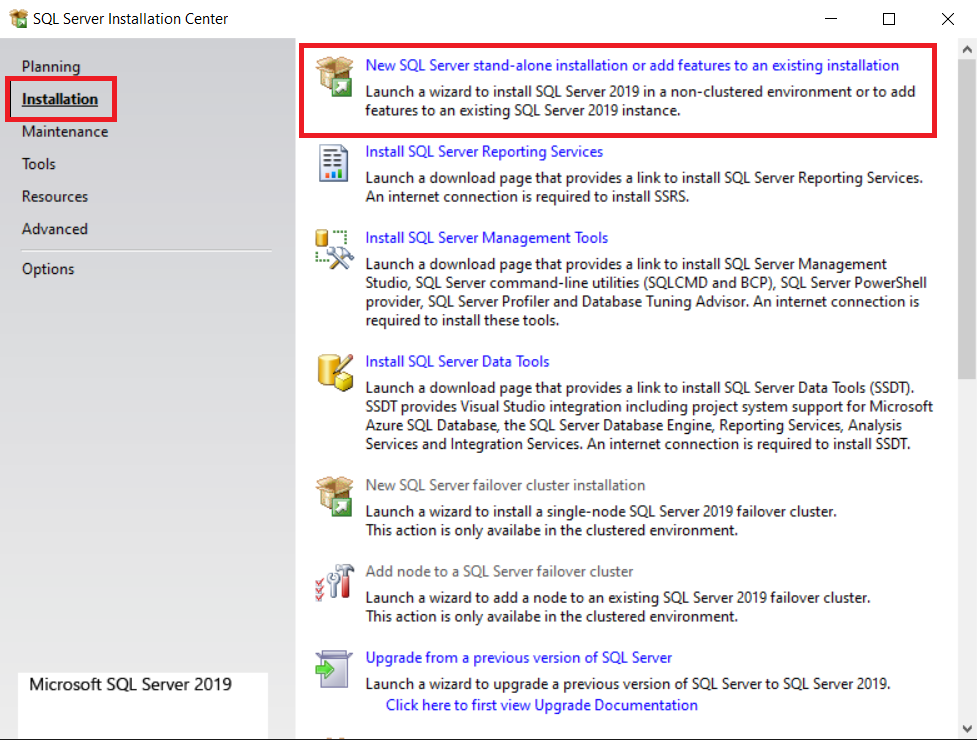 SQL Server Installation Center
Planning
Installation
Maintenance
Tools
Resources
Advanced
Options
Microsoft SQL Server 2019
New SQL Server stand-alone installation or add features to an existing installation
Launch a wizard to install SQL Server 2019 in a non-clustered environment or to add
features to an existing SQL Server 2019 instance.
Install SQL Server Reporting Services
Launch a download page that provides a link to install SQL Server Reporting Services.
An internet connection is required to install SSRS.
Install SQL Server Management Tools
Launch a download page that provides a link to install SQL Server Management
Studio, SQL Server command-line utilities (SQLCMD and BCP), SQL Server PowerShell
provider, SQL Server Profiler and Database Tuning Advisor. An internet connection is
required to install these tools.
Install SQL Server Data Tools
Launch a download page that provides a link to install SQL Server Data Tools (SSDT).
SSDT provides Visual Studio integration including project system support for Microsoft
Azure SQL Database, the SQL Server Database Engine, Reporting Services, Analysis
Services and Integration Services. An internet connection is required to install SSDT.
New SQL Server failover cluster installation
Launch a wizard to install a single-node SQL Server 2019 failover cluster.
This action is only availabe in the clustered environment.
Add node to a SQL Server failover cluster
Launch a wizard to add a node to an existing SQL Server 2019 failover cluster.
This action is only availabe in the clustered environment.
Upgrade from a previous version of SQL Server
Launch a wizard to upgrade a previous version of SQL Server to SQL Server 2019.
Click here to first view Upgrade Documentation